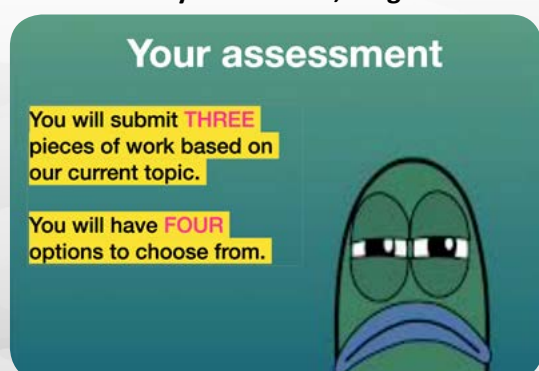 Your assessment
You will submit THREE
pieces of work based on
our current topic.
You will have FOUR
options to choose from.